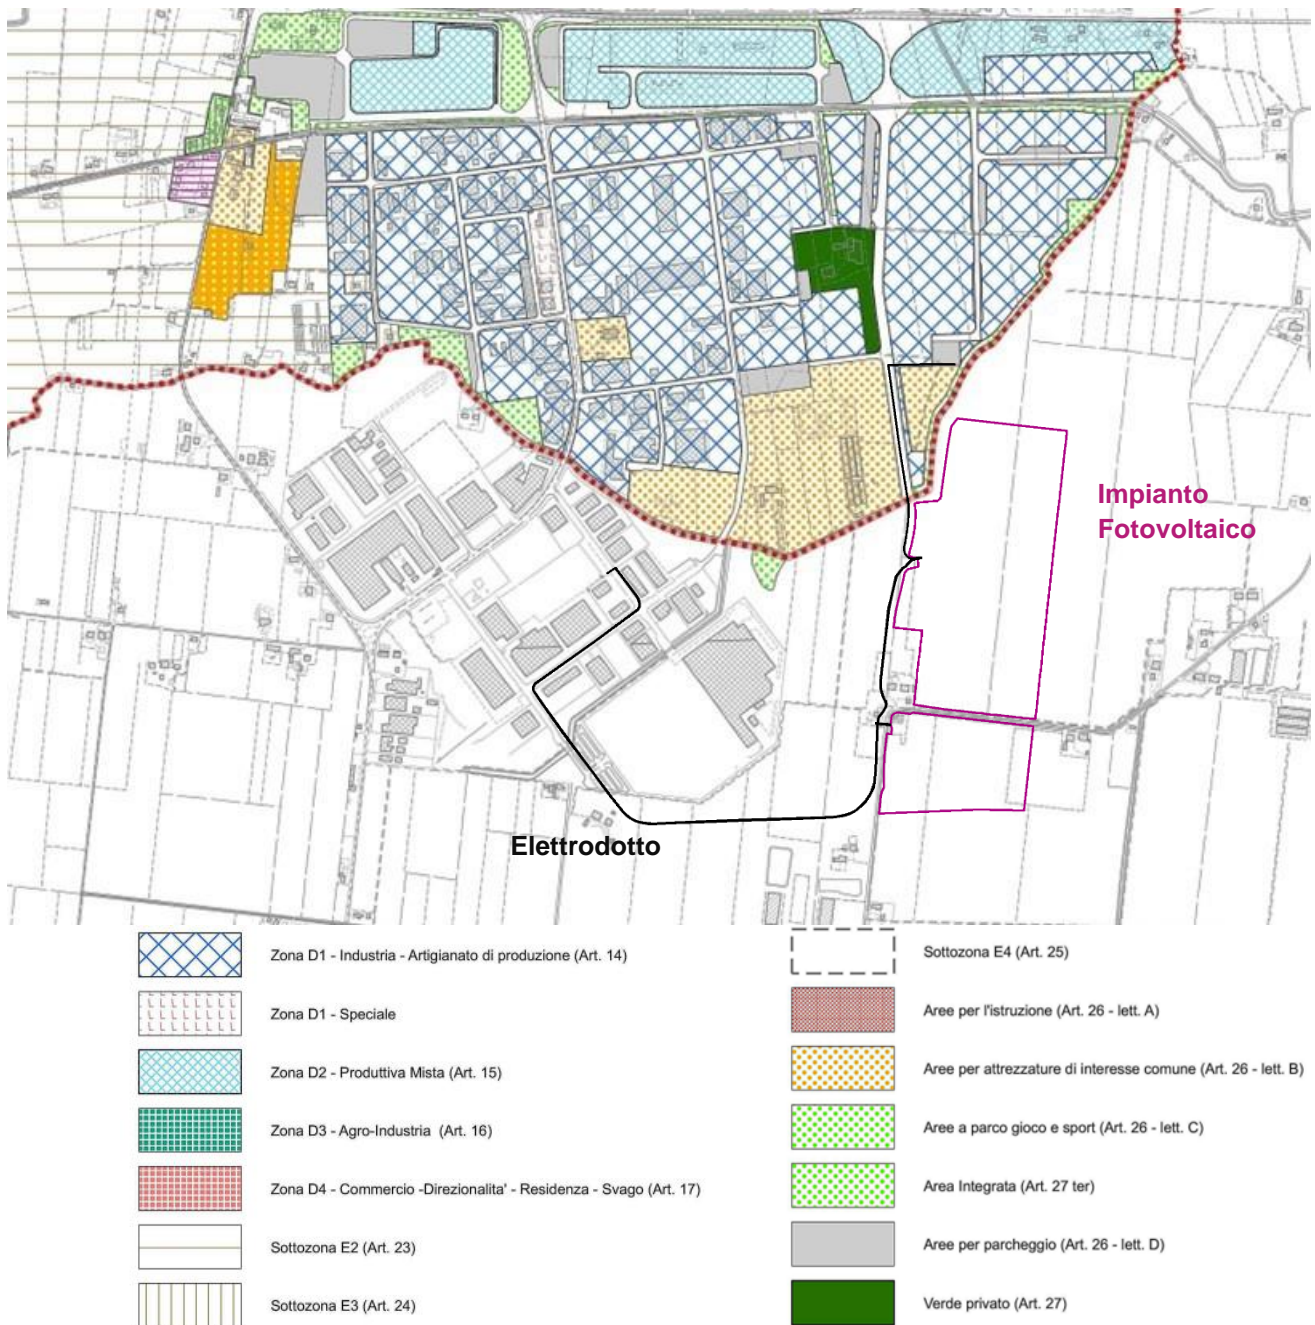 Impianto
Fotovoltaico
Elettrodotto
Zona D1 - Industria - Artigianato di produzione (Art. 14)
Zona D1 - Speciale
Zona D2 - Produttiva Mista (Art. 15)
Zona D3 - Agro-Industria (Art. 16)
Zona D4 - Commercio -Direzionalita' - Residenza - Svago (Art. 17)
Sottozona E2 (Art. 23)
Sottozona E3 (Art. 24)
Sottozona E4 (Art. 25)
Aree per l'istruzione (Art. 26 - lett. A)
Aree per attrezzature di interesse comune (Art. 26 - lett. B)
Aree a parco gioco e sport (Art. 26 - lett. C)
Area Integrata (Art. 27 ter)
Aree per parcheggio (Art. 26 - lett. D)
Verde privato (Art. 27)